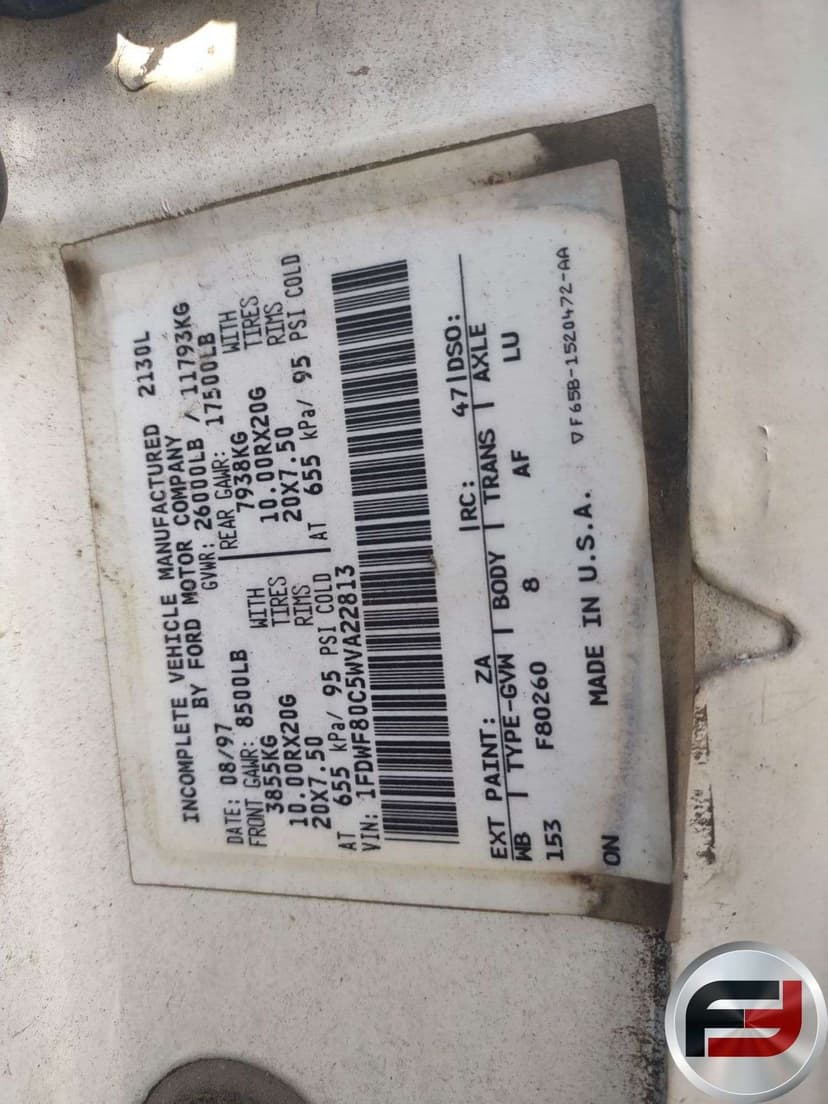 INCOMPLETE VEHICLE MANUFACTURED 2130L
BY FORD MOTOR COMPANY
DATE: 08/97 GVWR: 26000LB / 11793KG
FRONT GAWR: 8500LB REAR GAWR: 17500LB
3855KG WITH 7938KG WITH
10.00RX20G TIRES 10.00RX20G TIRES
20X7.50 RIMS 20X7.50 RIMS
AT 655 kPa/ 95 PSI COLD AT 655 kPa/ 95 PSI COLD
VIN: 1FDWF80C5WVA22813
EXT PAINT: ZA RC: 47 DSO:
WB TYPE-GVW BODY TRANS AXLE
153 F80260 8 AF LU
ON MADE IN U.S.A. ▽F65B-1520472-AA